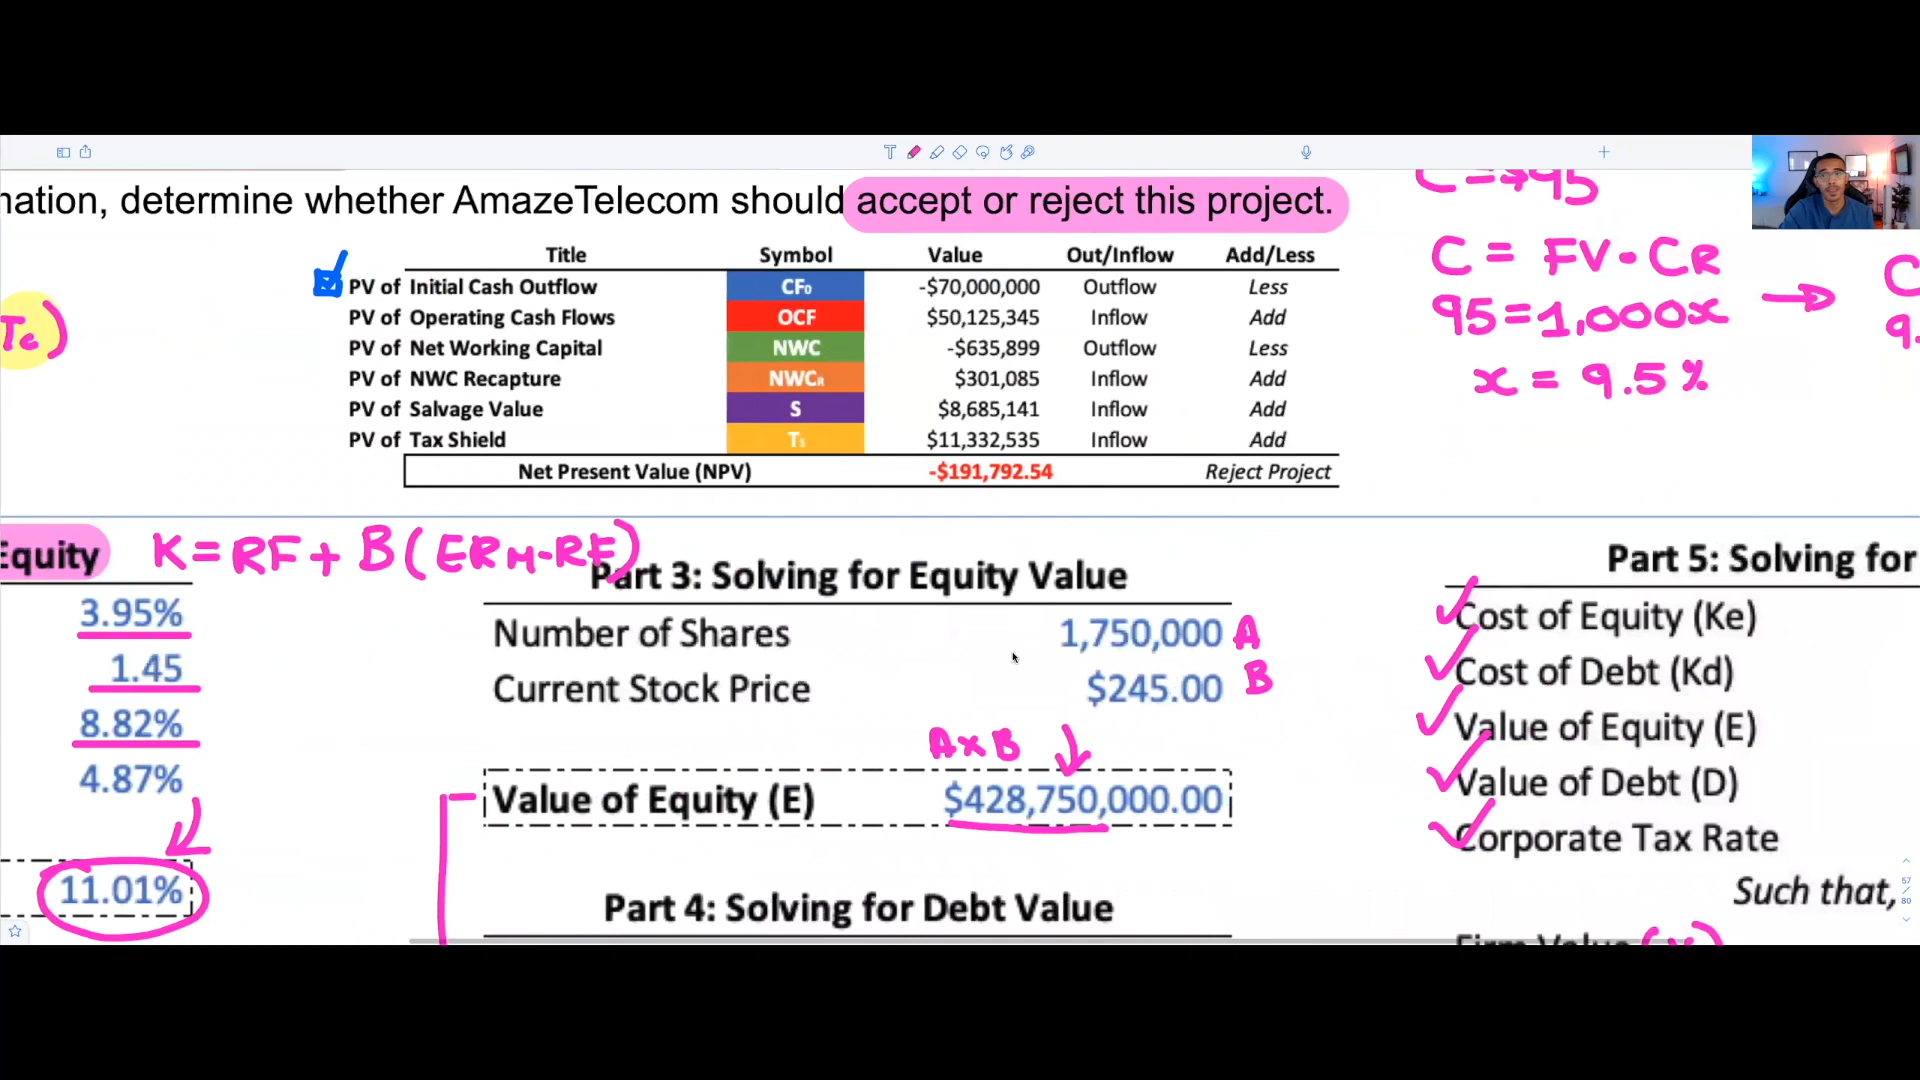 C=$95
nation, determine whether AmazeTelecom should accept or reject this project.
Title Symbol Value Out/Inflow Add/Less
PV of Initial Cash Outflow CF0 -$70,000,000 Outflow Less
PV of Operating Cash Flows OCF $50,125,345 Inflow Add
PV of Net Working Capital NWC -$635,899 Outflow Less
PV of NWC Recapture NWCR $301,085 Inflow Add
PV of Salvage Value S $8,685,141 Inflow Add
PV of Tax Shield Ts $11,332,535 Inflow Add
Net Present Value (NPV) -$191,792.54 Reject Project
Tc)
C = FV·CR
95=1,000x
x = 9.5%
C
9.
Equity
K=RF+B(ERM-RF)
3.95%
1.45
8.82%
4.87%
11.01%
Part 3: Solving for Equity Value
Number of Shares 1,750,000 A
Current Stock Price $245.00 B
AxB
Value of Equity (E) $428,750,000.00
Part 4: Solving for Debt Value
Part 5: Solving for
Cost of Equity (Ke)
Cost of Debt (Kd)
Value of Equity (E)
Value of Debt (D)
Corporate Tax Rate
Such that,
Firm Value (V)
57
/
80